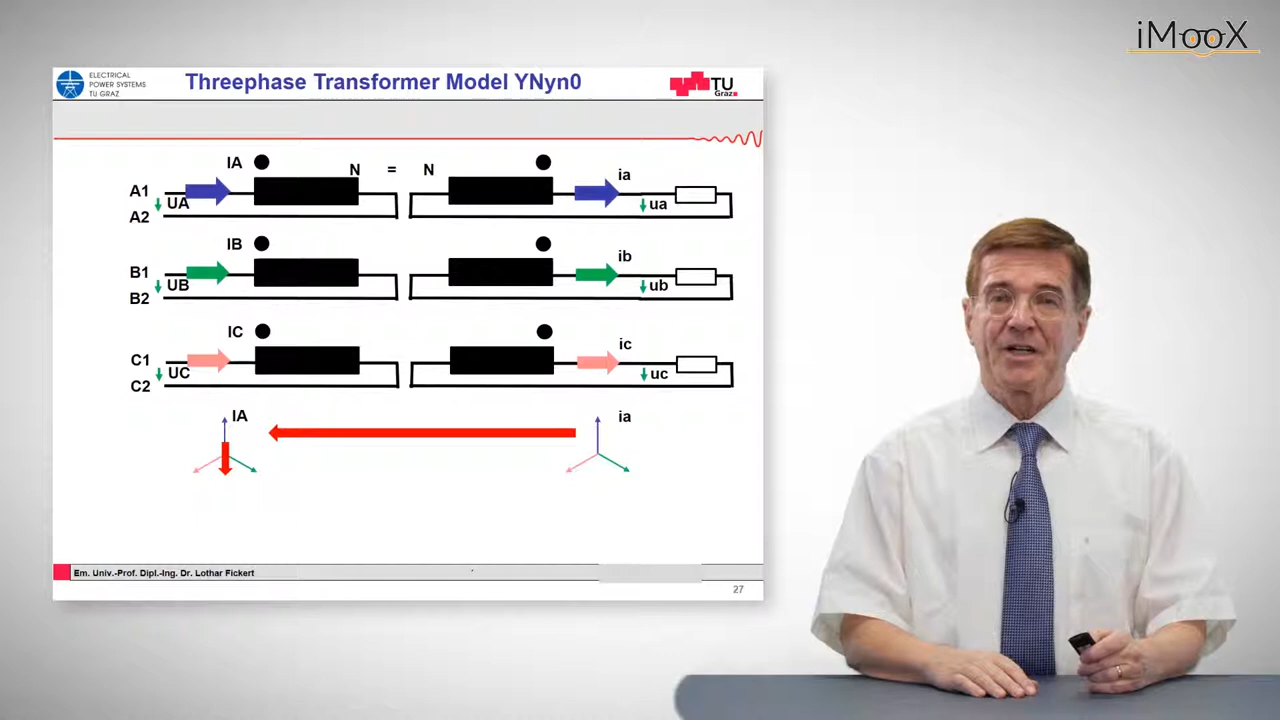 iMooX
ELECTRICAL
POWER SYSTEMS
TU GRAZ
Threephase Transformer Model YNyn0
TU
Graz
IA
N = N
ia
A1
UA
ua
A2
IB
ib
B1
UB
ub
B2
IC
ic
C1
UC
uc
C2
IA
ia
Em. Univ.-Prof. Dipl.-Ing. Dr. Lothar Fickert
27